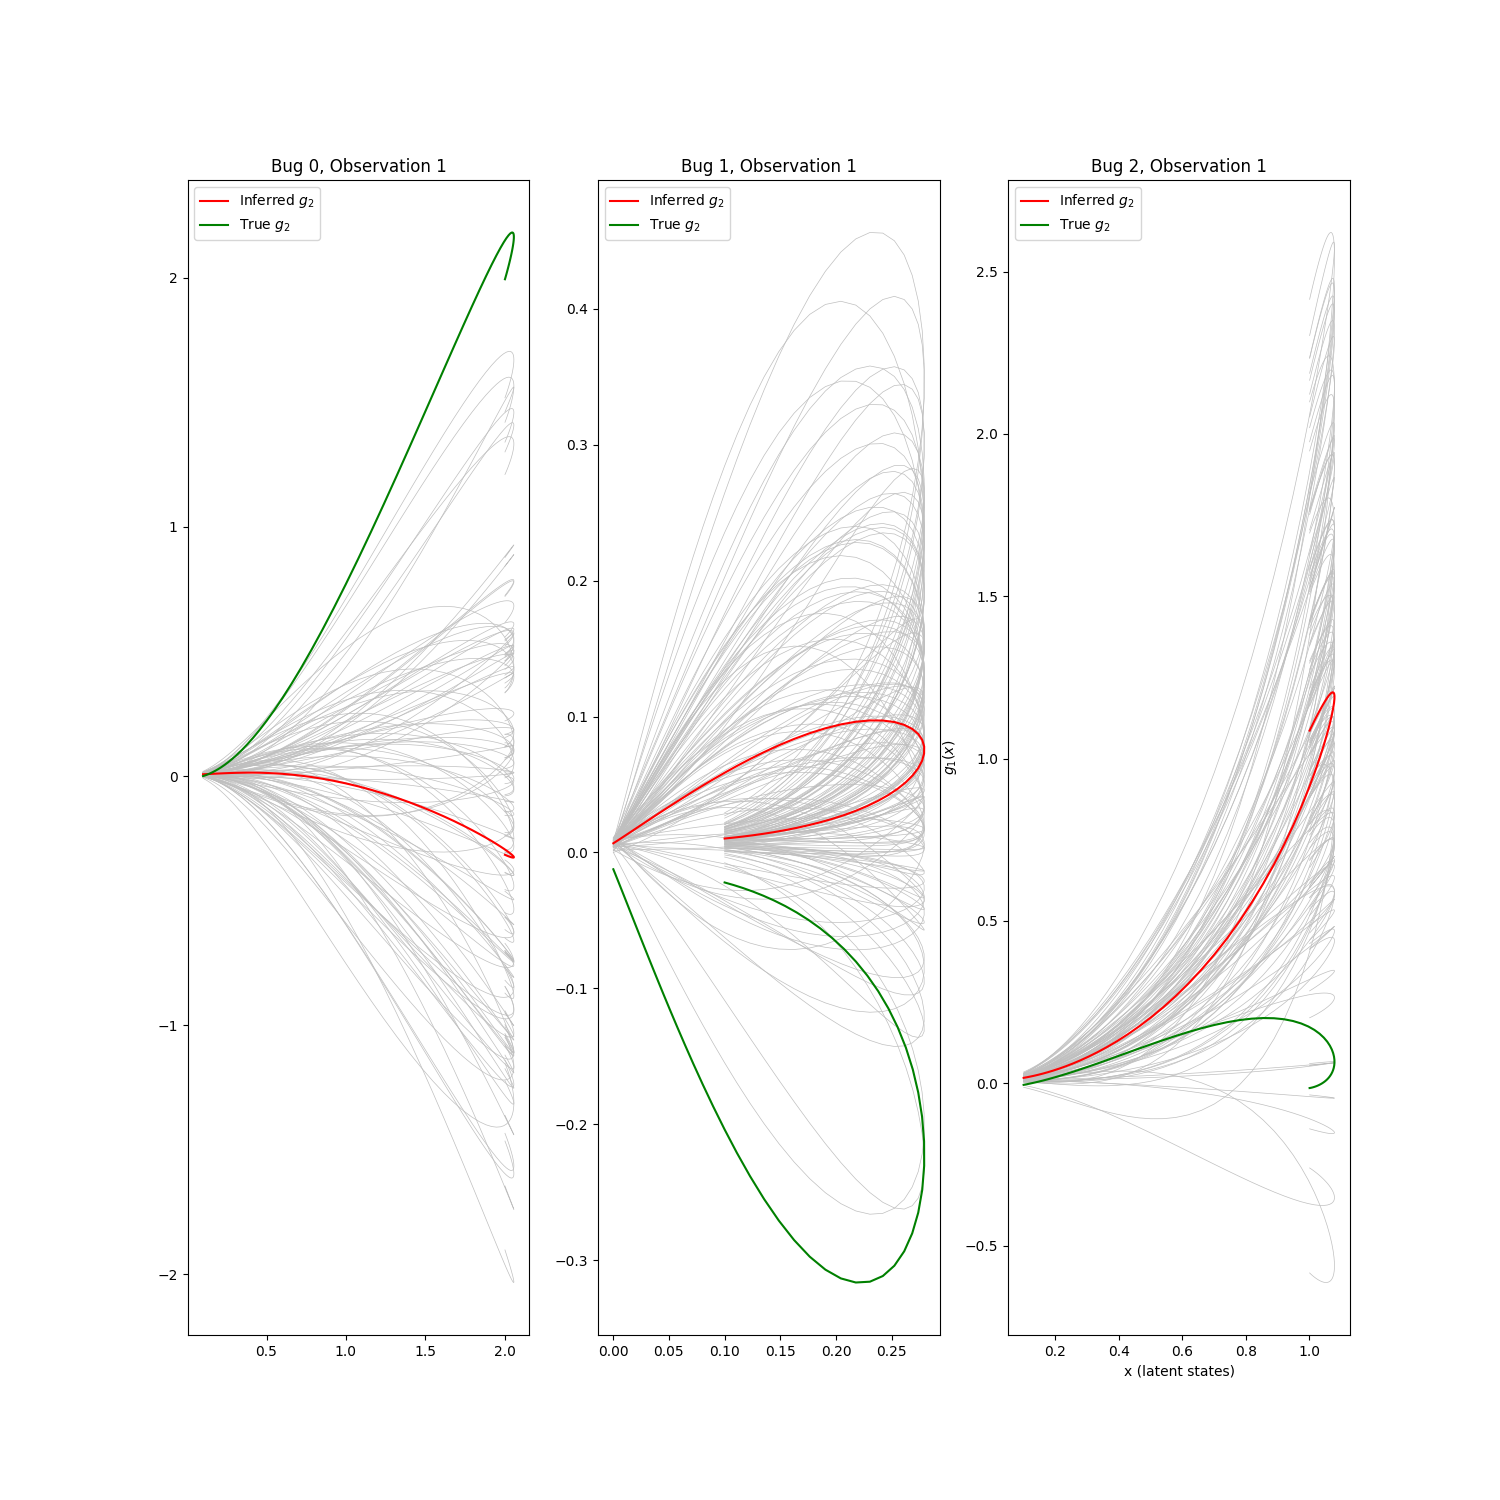 Bug 0, Observation 1
Inferred g₂
True g₂
2
1
0
−1
−2
0.5 1.0 1.5 2.0
Bug 1, Observation 1
Inferred g₂
True g₂
0.4
0.3
0.2
0.1
0.0
−0.1
−0.2
−0.3
0.00 0.05 0.10 0.15 0.20 0.25
Bug 2, Observation 1
Inferred g₂
True g₂
g₁(x)
2.5
2.0
1.5
1.0
0.5
0.0
−0.5
0.2 0.4 0.6 0.8 1.0
x (latent states)